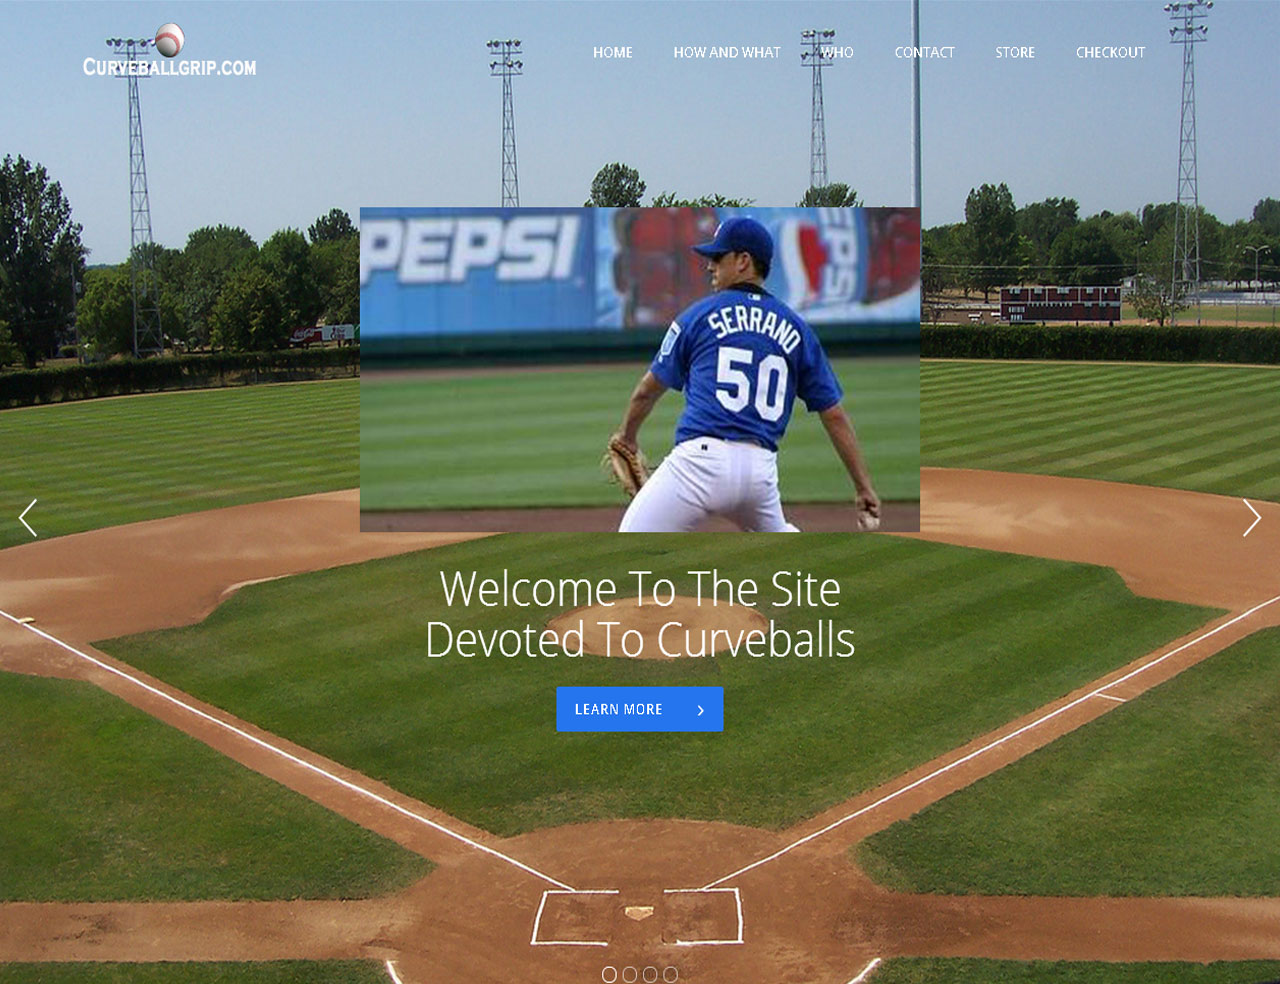 CURVEBALLGRIP.COM
HOME HOW AND WHAT WHO CONTACT STORE CHECKOUT
PEPSI
PEPSI
SERRANO
50
Welcome To The Site
Devoted To Curveballs
LEARN MORE